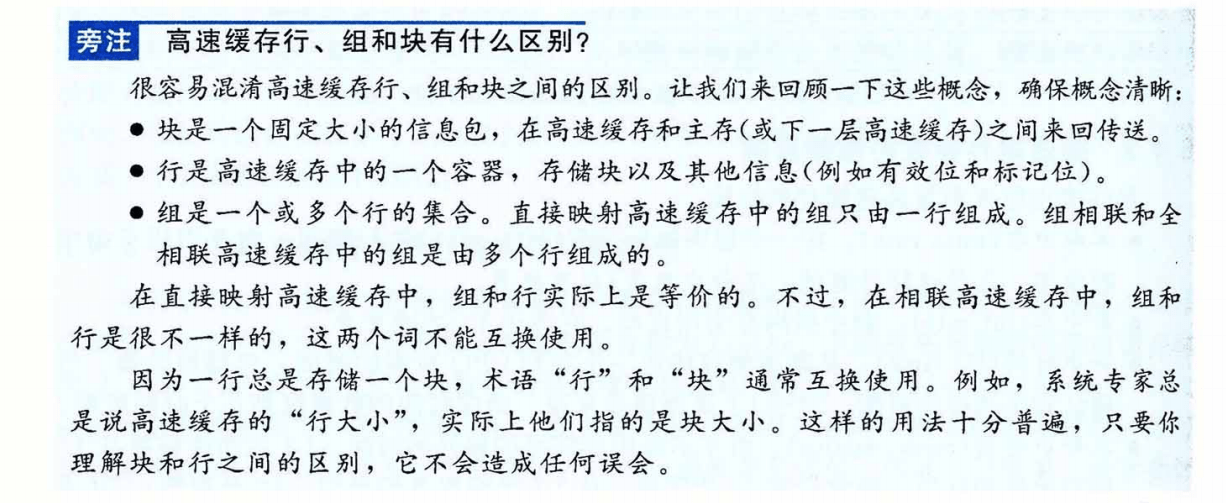 旁注 高速缓存行、组和块有什么区别?
很容易混淆高速缓存行、组和块之间的区别。让我们来回顾一下这些概念，确保概念清晰：
● 块是一个固定大小的信息包，在高速缓存和主存(或下一层高速缓存)之间来回传送。
● 行是高速缓存中的一个容器，存储块以及其他信息(例如有效位和标记位)。
● 组是一个或多个行的集合。直接映射高速缓存中的组只由一行组成。组相联和全
相联高速缓存中的组是由多个行组成的。
在直接映射高速缓存中，组和行实际上是等价的。不过，在相联高速缓存中，组和
行是很不一样的，这两个词不能互换使用。
因为一行总是存储一个块，术语“行”和“块”通常互换使用。例如，系统专家总
是说高速缓存的“行大小”，实际上他们指的是块大小。这样的用法十分普遍，只要你
理解块和行之间的区别，它不会造成任何误会。